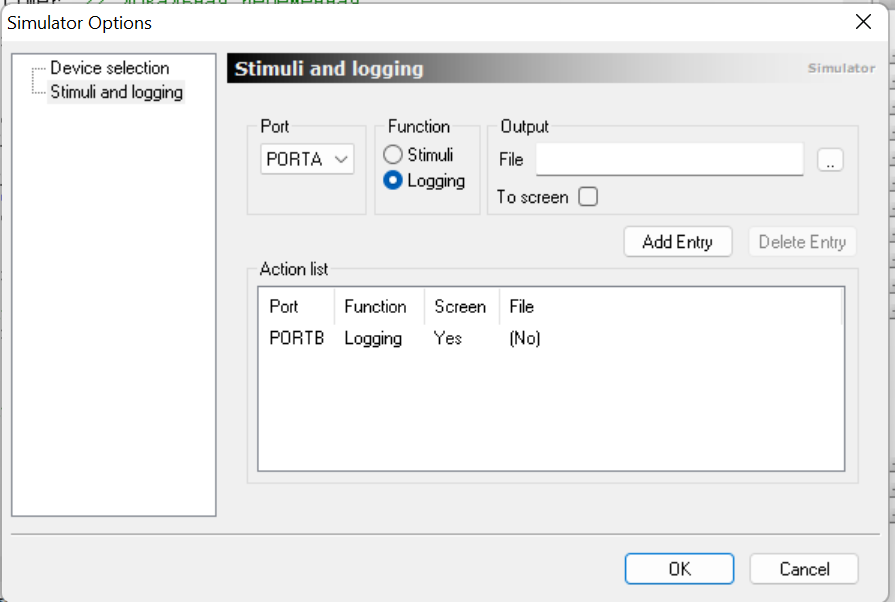 Simulator Options
Device selection
Stimuli and logging
Stimuli and logging
Simulator
Port
PORTA
Function
Stimuli
Logging
Output
File
..
To screen
Add Entry
Delete Entry
Action list
Port Function Screen File
PORTB Logging Yes (No)
OK
Cancel